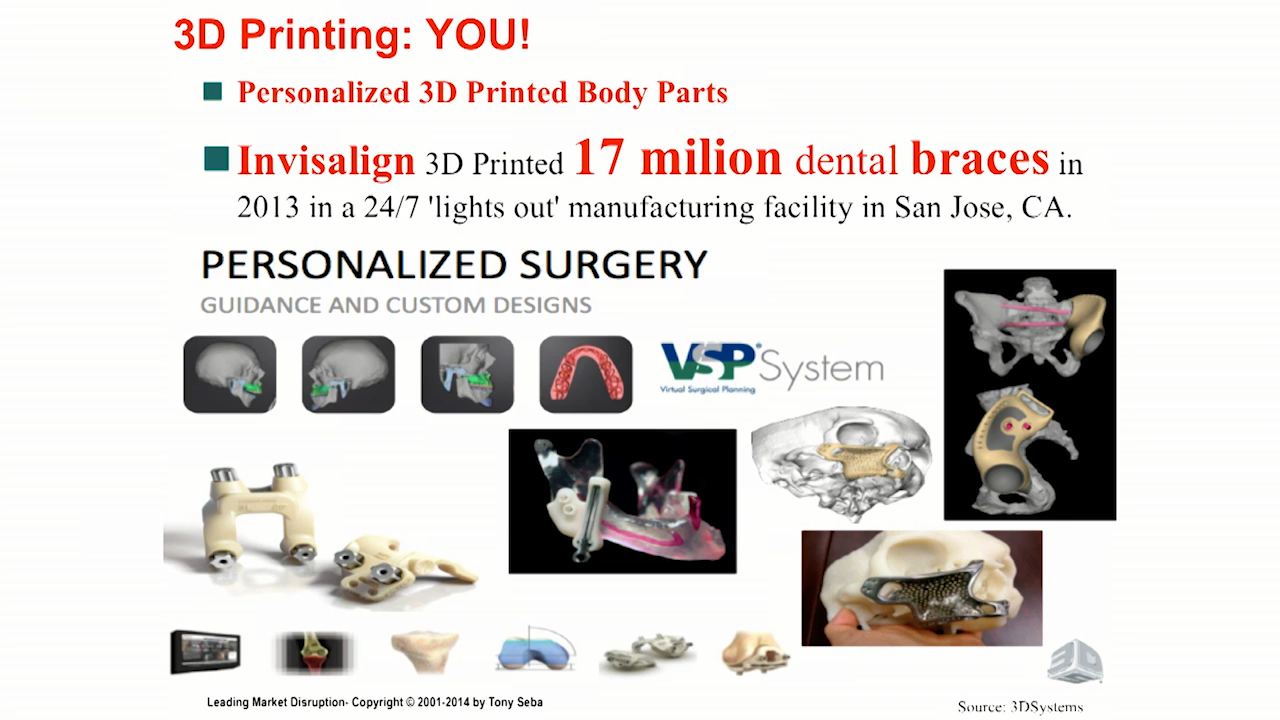 3D Printing: YOU!
Personalized 3D Printed Body Parts
Invisalign 3D Printed 17 milion dental braces in
2013 in a 24/7 'lights out' manufacturing facility in San Jose, CA.
PERSONALIZED SURGERY
GUIDANCE AND CUSTOM DESIGNS
VSP® System
Virtual Surgical Planning
3D
Leading Market Disruption- Copyright © 2001-2014 by Tony Seba
Source: 3DSystems